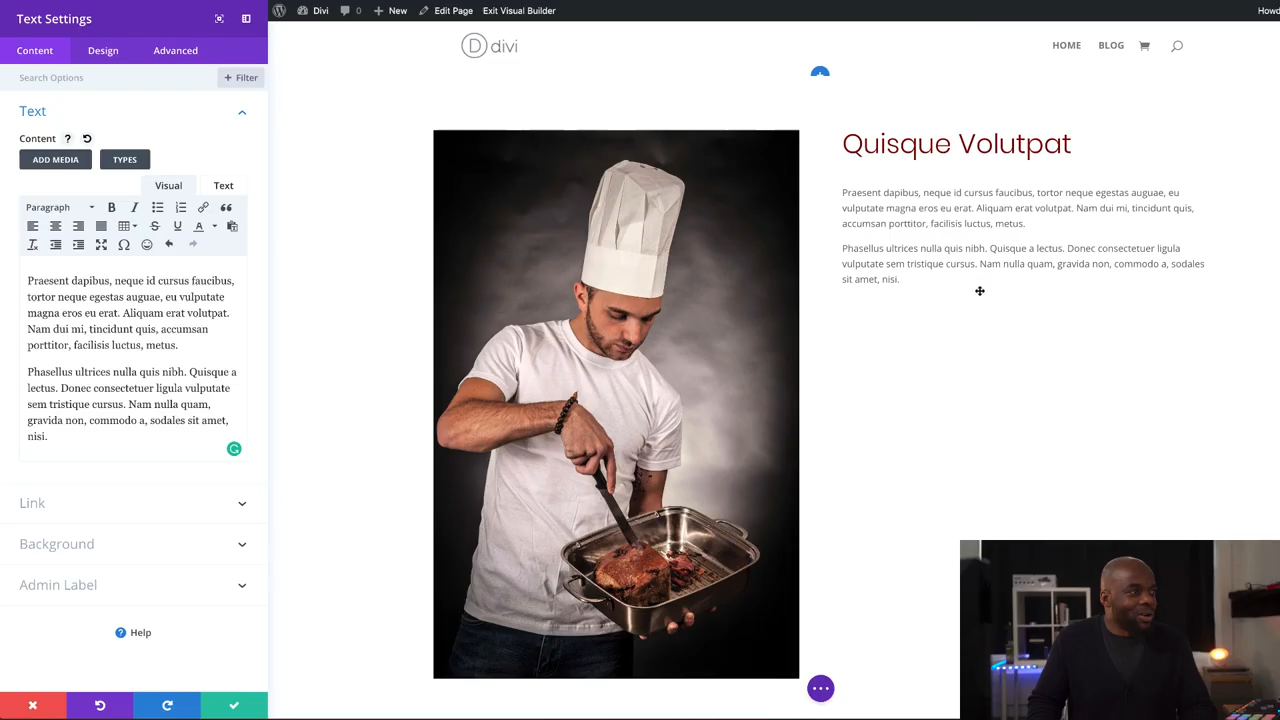 Text Settings
Divi
0
New
Edit Page
Exit Visual Builder
Howd
Content
Design
Advanced
Search Options
+ Filter
D divi
HOME
BLOG
Text
Content ?
ADD MEDIA
TYPES
Visual
Text
Paragraph
B
I
U
A
Praesent dapibus, neque id cursus faucibus,
tortor neque egestas auguae, eu vulputate
magna eros eu erat. Aliquam erat volutpat.
Nam dui mi, tincidunt quis, accumsan
porttitor, facilisis luctus, metus.
Phasellus ultrices nulla quis nibh. Quisque a
lectus. Donec consectetuer ligula vulputate
sem tristique cursus. Nam nulla quam,
gravida non, commodo a, sodales sit amet,
nisi.
Link
Background
Admin Label
? Help
Quisque Volutpat
Praesent dapibus, neque id cursus faucibus, tortor neque egestas auguae, eu
vulputate magna eros eu erat. Aliquam erat volutpat. Nam dui mi, tincidunt quis,
accumsan porttitor, facilisis luctus, metus.
Phasellus ultrices nulla quis nibh. Quisque a lectus. Donec consectetuer ligula
vulputate sem tristique cursus. Nam nulla quam, gravida non, commodo a, sodales
sit amet, nisi.